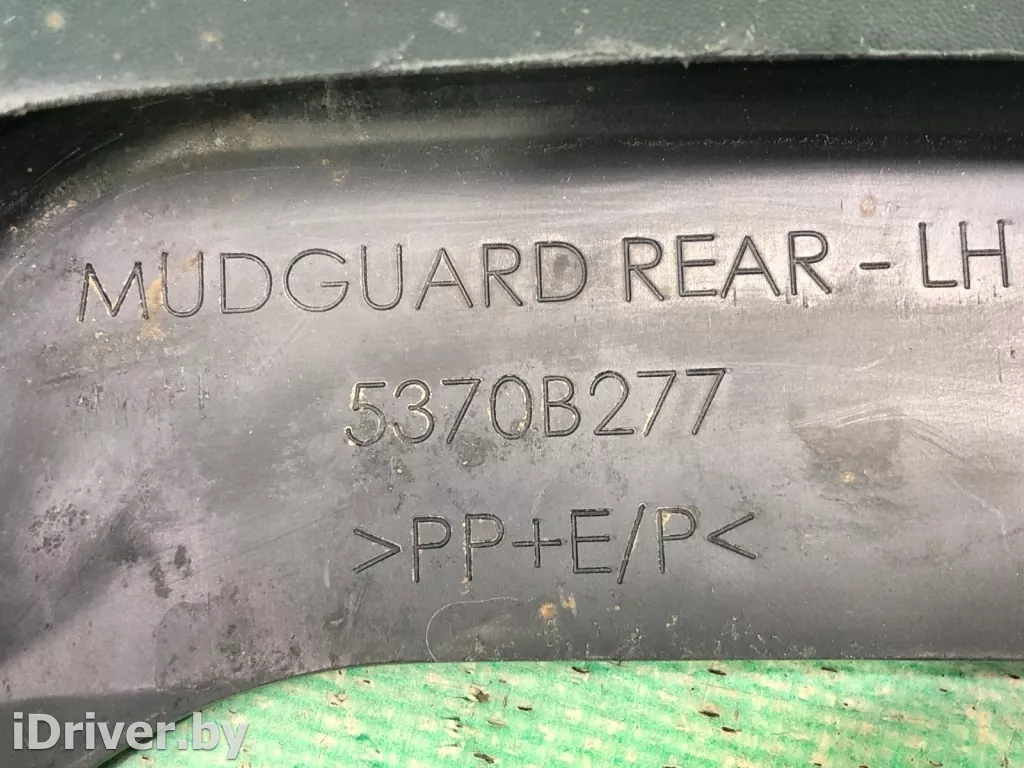 MUDGUARD REAR - LH
5370B277
>PP+E/P<
iDriver.by